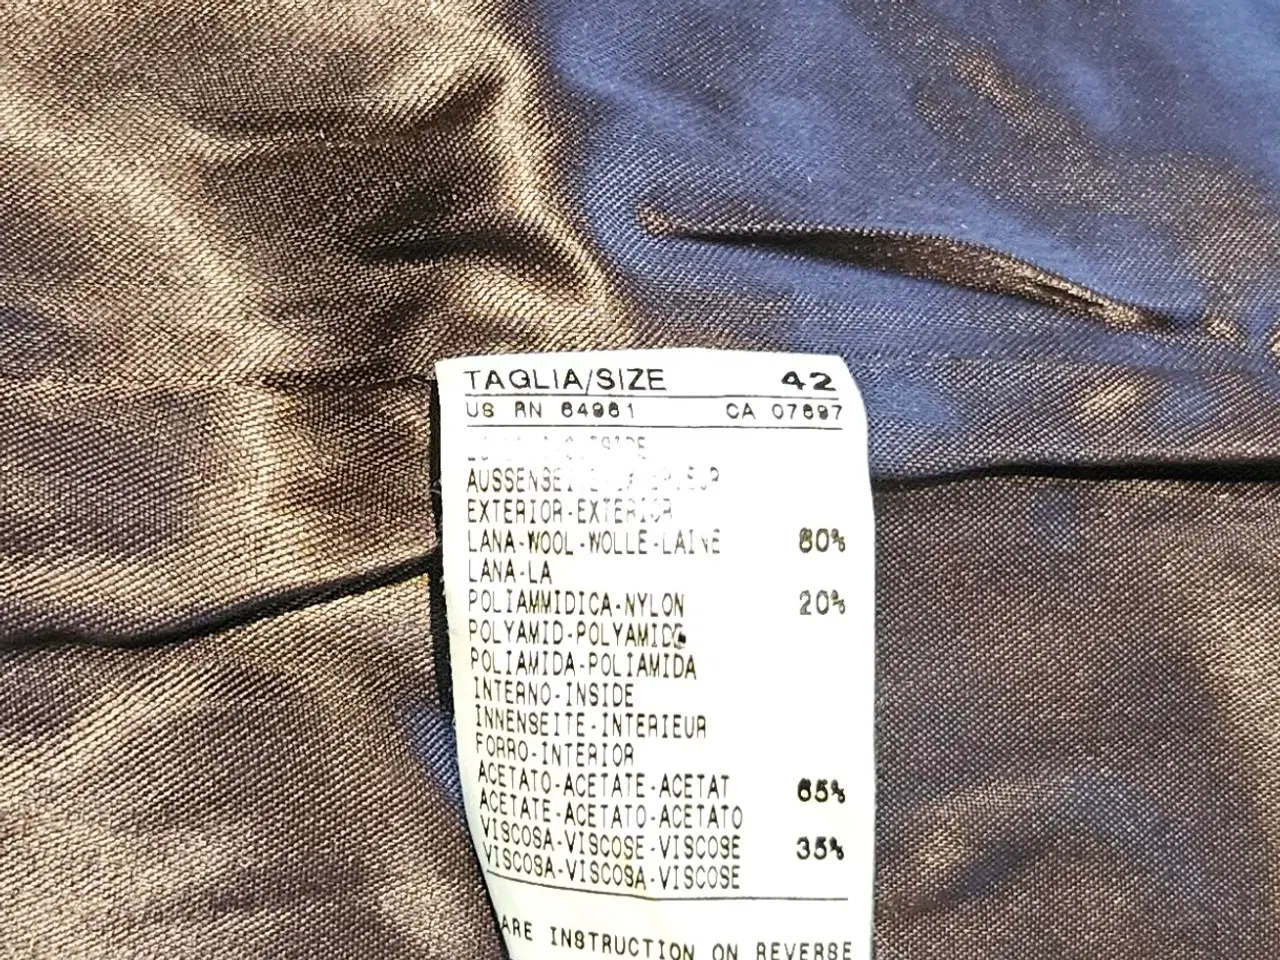 TAGLIA/SIZE 42
US RN 64981 CA 07697
EXTERIOR-EXTERIOR
LANA-WOOL-WOLLE-LAINE 80%
LANA-LA
POLIAMMIDICA-NYLON 20%
POLYAMID-POLYAMIDE
POLIAMIDA-POLIAMIDA
INTERNO-INSIDE
INNENSEITE-INTERIEUR
FORRO-INTERIOR
ACETATO-ACETATE-ACETAT 65%
ACETATE-ACETATO-ACETATO
VISCOSA-VISCOSE-VISCOSE 35%
VISCOSA-VISCOSA-VISCOSE
ARE INSTRUCTION ON REVERSE